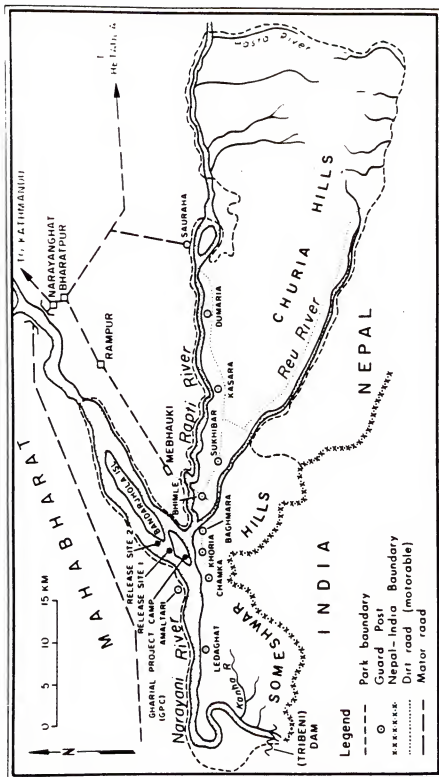 N
0 5 10 15 KM
TO KATHMANDU
NARAYANGHAT
BHARATPUR
RAMPUR
MEBHAUKI
SAURAHA
MAHABHARAT
BANDARJHOLA ISL
RELEASE SITE 2
RELEASE SITE 1
GHARIAL PROJECT CAMP
(GPC)
AMALTARI
Narayani River
BHIMLE
Rapti River
SUKHIBAR
KASARA
DUMARIA
CHURIA HILLS
Reu River
River
BAGHMARA
KHORIA
CHAMKA
LEDAGHAT
SOMESHWAR HILLS
(TRIBENI)
DAM
INDIA
NEPAL
Legend
Park boundary
Guard Post
Nepal-India Boundary
Dirt road (motorable)
Motor road